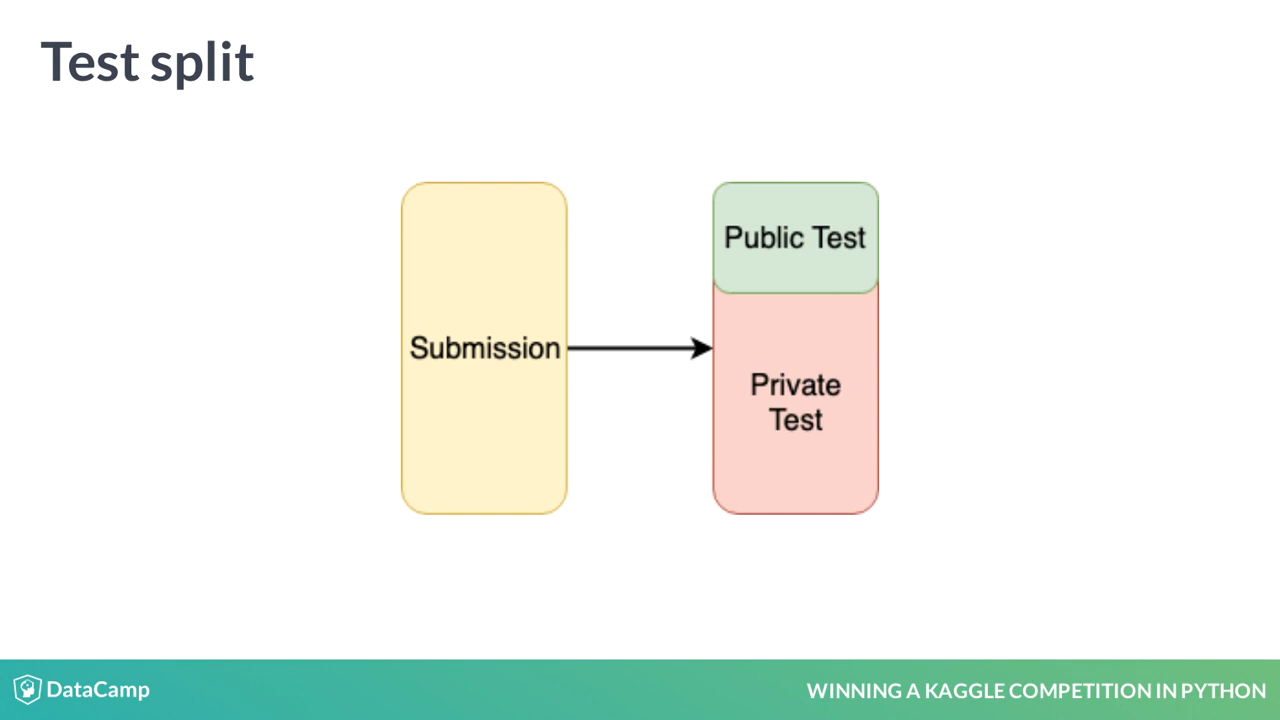 Test split
Submission
Public Test
Private
Test
DataCamp
WINNING A KAGGLE COMPETITION IN PYTHON